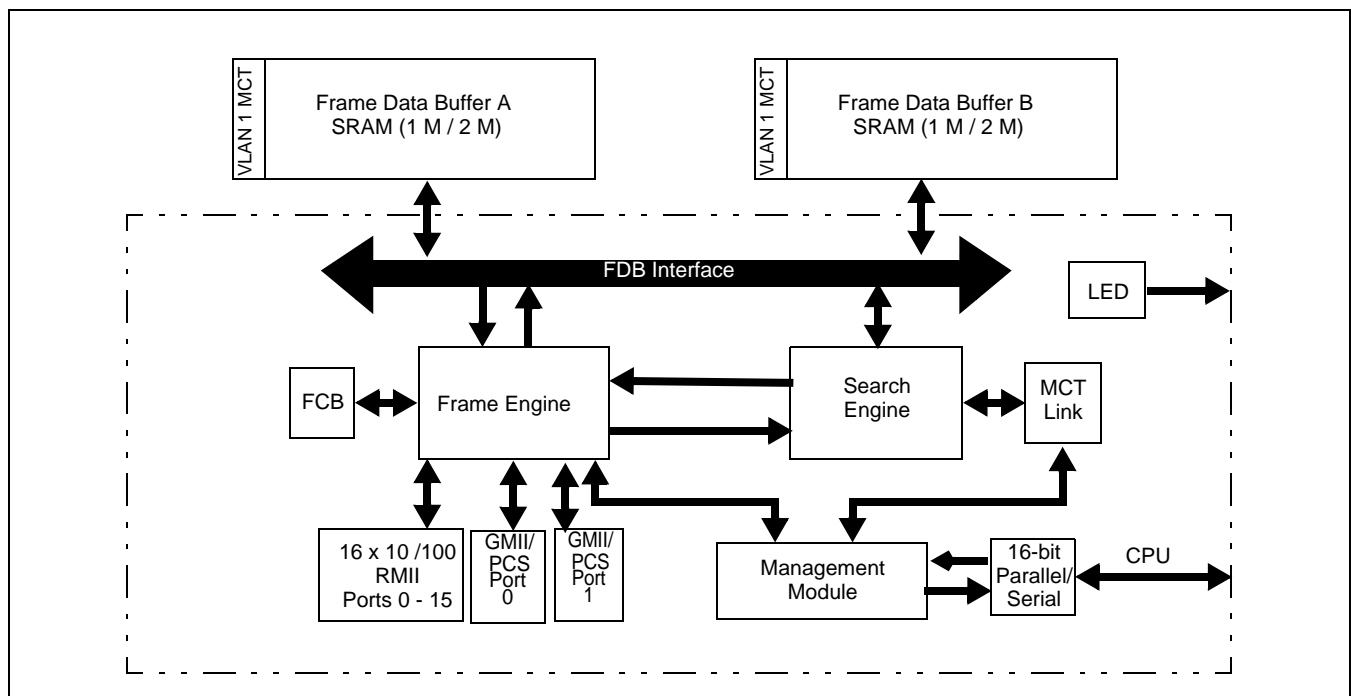 VLAN 1 MCT
Frame Data Buffer A
SRAM (1 M / 2 M)
VLAN 1 MCT
Frame Data Buffer B
SRAM (1 M / 2 M)
FDB Interface
LED
FCB
Frame Engine
Search
Engine
MCT
Link
16 x 10 /100
RMII
Ports 0 - 15
GMII/
PCS
Port
0
GMII/
PCS
Port
1
Management
Module
16-bit
Parallel/
Serial
CPU